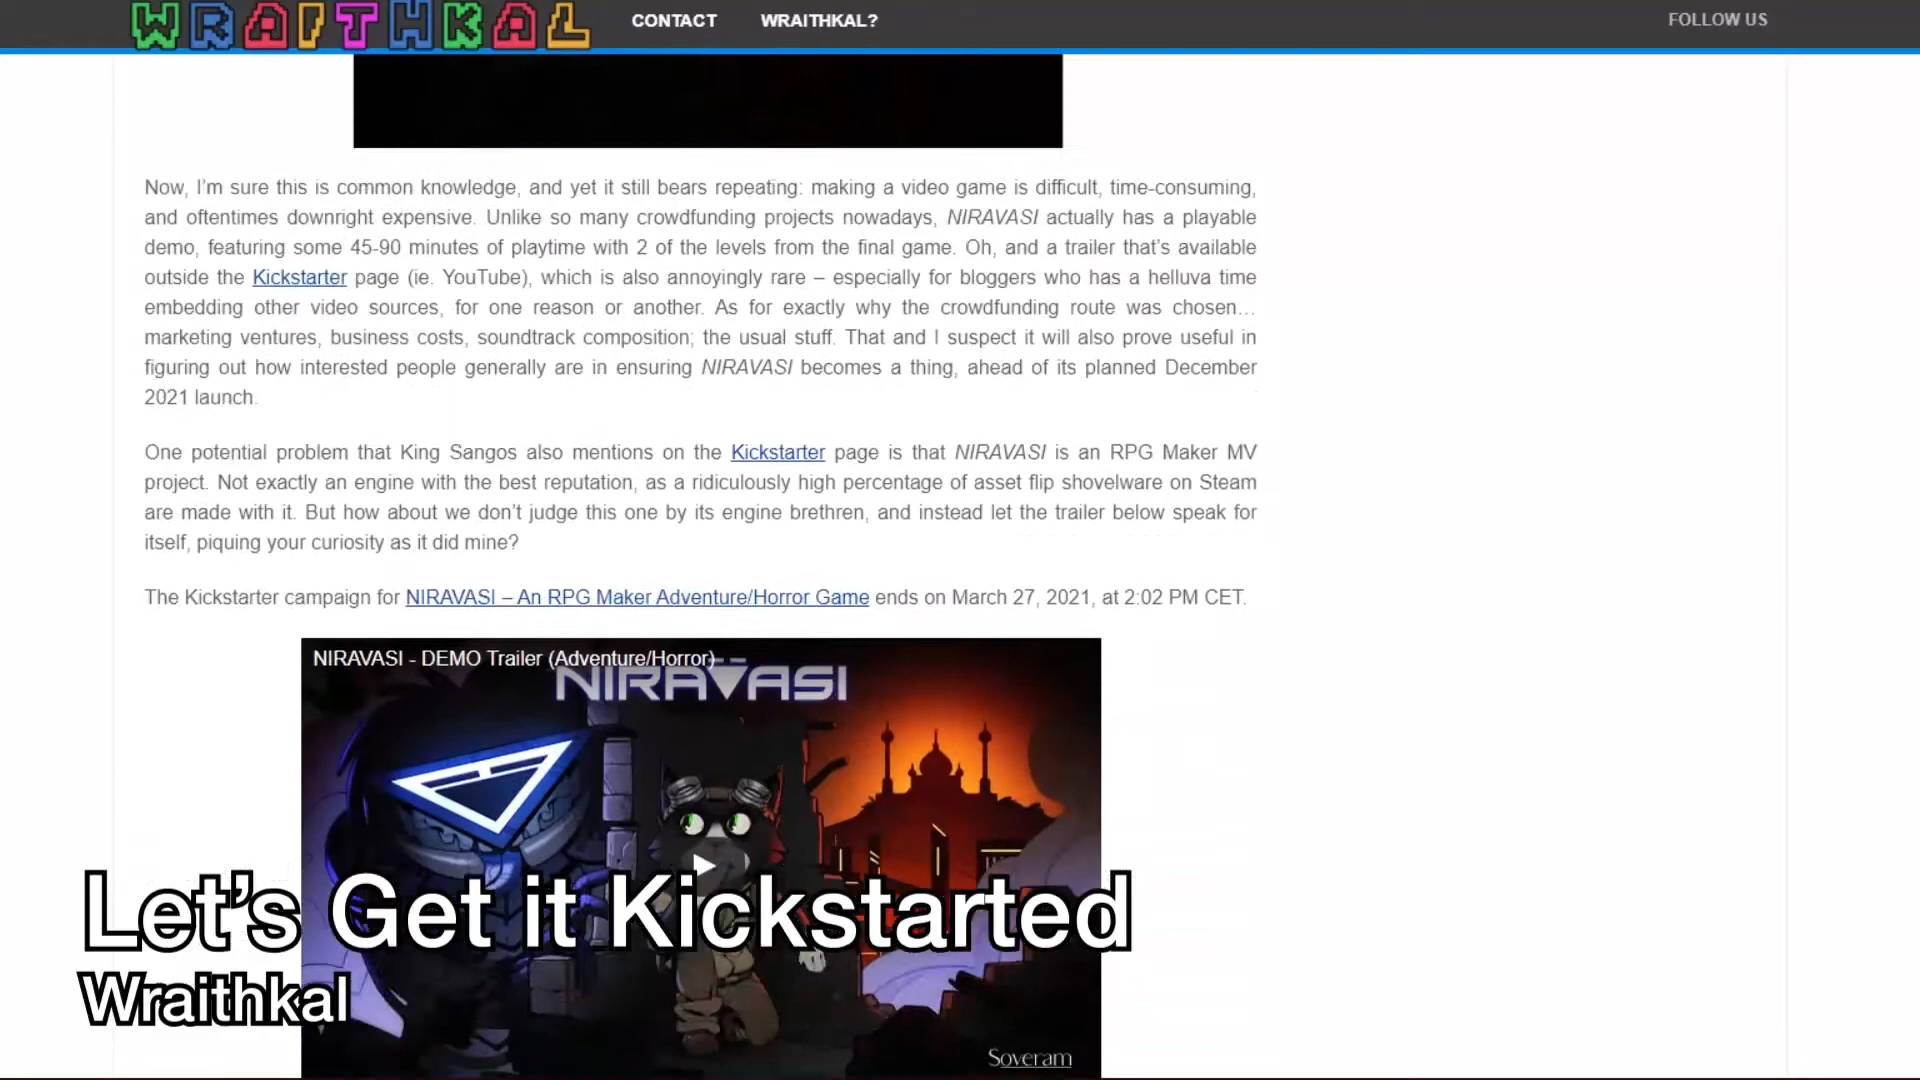 WRAITHKAL CONTACT WRAITHKAL? FOLLOW US
Now, I’m sure this is common knowledge, and yet it still bears repeating: making a video game is difficult, time-consuming,
and oftentimes downright expensive. Unlike so many crowdfunding projects nowadays, NIRAVASI actually has a playable
demo, featuring some 45-90 minutes of playtime with 2 of the levels from the final game. Oh, and a trailer that’s available
outside the Kickstarter page (ie. YouTube), which is also annoyingly rare – especially for bloggers who has a helluva time
embedding other video sources, for one reason or another. As for exactly why the crowdfunding route was chosen…
marketing ventures, business costs, soundtrack composition; the usual stuff. That and I suspect it will also prove useful in
figuring out how interested people generally are in ensuring NIRAVASI becomes a thing, ahead of its planned December
2021 launch.
One potential problem that King Sangos also mentions on the Kickstarter page is that NIRAVASI is an RPG Maker MV
project. Not exactly an engine with the best reputation, as a ridiculously high percentage of asset flip shovelware on Steam
are made with it. But how about we don’t judge this one by its engine brethren, and instead let the trailer below speak for
itself, piquing your curiosity as it did mine?
The Kickstarter campaign for NIRAVASI – An RPG Maker Adventure/Horror Game ends on March 27, 2021, at 2:02 PM CET.
NIRAVASI - DEMO Trailer (Adventure/Horror)
NIRAVASI
Let’s Get it Kickstarted
Wraithkal
Soveram